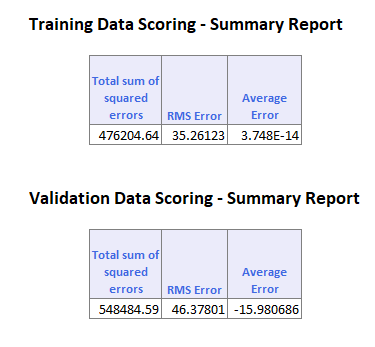 Training Data Scoring - Summary Report
Total sum of
squared
errors
RMS Error
Average
Error
476204.64 35.26123 3.748E-14
Validation Data Scoring - Summary Report
Total sum of
squared
errors
RMS Error
Average
Error
548484.59 46.37801 -15.980686